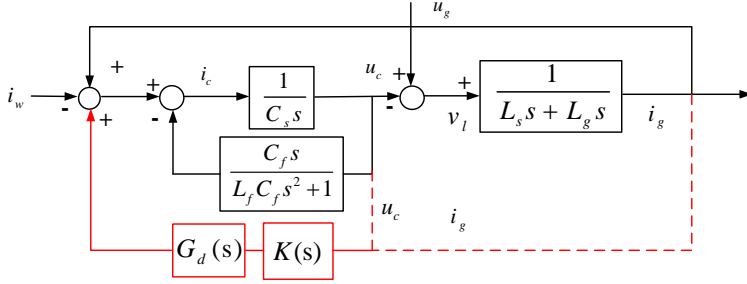 u_g
+ + i_c u_c + +
i_w - - 1 / C_s s - v_l 1 / L_s s + L_g s i_g
+
C_f s / L_f C_f s^2 + 1
u_c i_g
G_d(s) K(s)